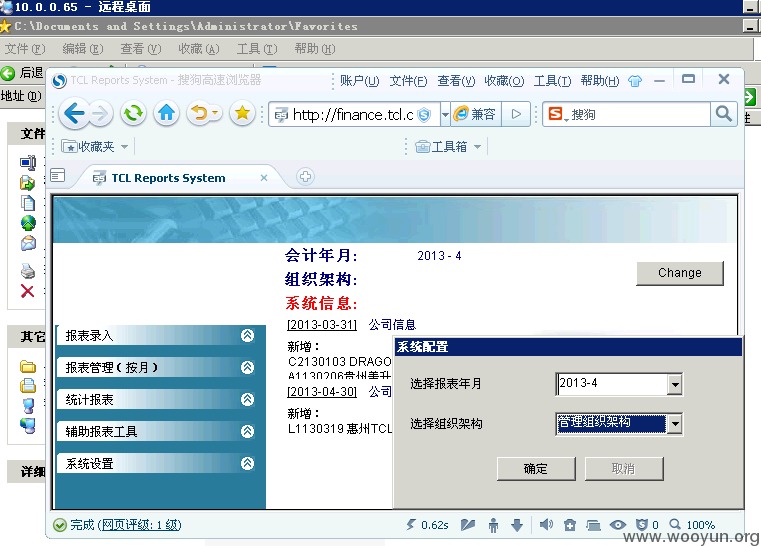 10.0.0.65 - 远程桌面
C:\Documents and Settings\Administrator\Favorites
文件(F) 编辑(E) 查看(V) 收藏(A) 工具(T) 帮助(H)
后退
地址(D)
TCL Reports System - 搜狗高速浏览器
账户(U) 文件(F) 查看(V) 收藏(O) 工具(T) 帮助(H)
http://finance.tcl.c 兼容 搜狗
收藏夹 工具箱
TCL Reports System
文件
其它
详细
会计年月: 2013 - 4
组织架构:
Change
系统信息:
[2013-03-31] 公司信息
新增:
C2130103 DRAGO
A1130206贵州美升
[2013-04-30] 公司
新增:
L1130319 惠州TCL
报表录入
报表管理(按月)
统计报表
辅助报表工具
系统设置
系统配置
选择报表年月 2013-4
选择组织架构 管理组织架构
确定 取消
完成 (网页评级: 1 级) 0.62s 0 100%
www.wooyun.org